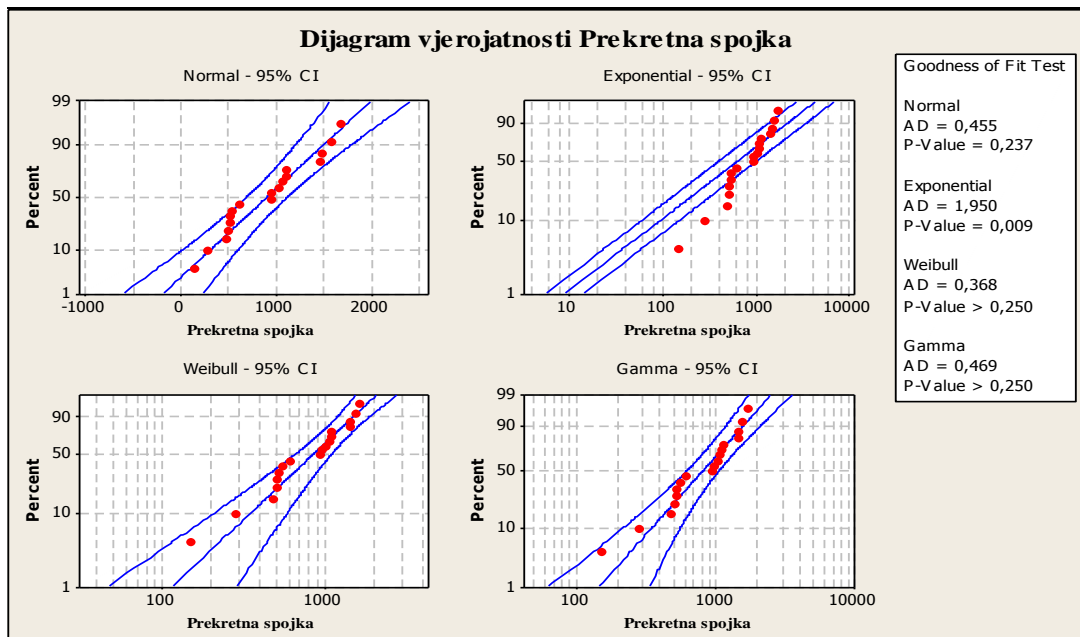 Dijagram vjerojatnosti Prekretna spojka
Normal - 95% CI
99
90
50
10
1
Percent
-1000 0 1000 2000
Prekretna spojka
Exponential - 95% CI
90
50
10
1
Percent
10 100 1000 10000
Prekretna spojka
Weibull - 95% CI
90
50
10
1
Percent
100 1000
Prekretna spojka
Gamma - 95% CI
99
90
50
10
1
Percent
100 1000 10000
Prekretna spojka
Goodness of Fit Test
Normal
AD = 0,455
P-Value = 0,237
Exponential
AD = 1,950
P-Value = 0,009
Weibull
AD = 0,368
P-Value > 0,250
Gamma
AD = 0,469
P-Value > 0,250